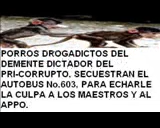 PORROS DROGADICTOS DEL
DEMENTE DICTADOR DEL
PRI-CORRUPTO. SECUESTRAN EL
AUTOBUS No.603. PARA ECHARLE
LA CULPA A LOS MAESTROS Y AL
APPO.